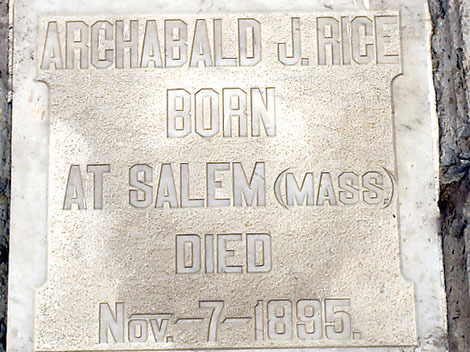 ARCHABALD J. RICE
BORN
AT SALEM (MASS.)
DIED
NOV.-7-1895.